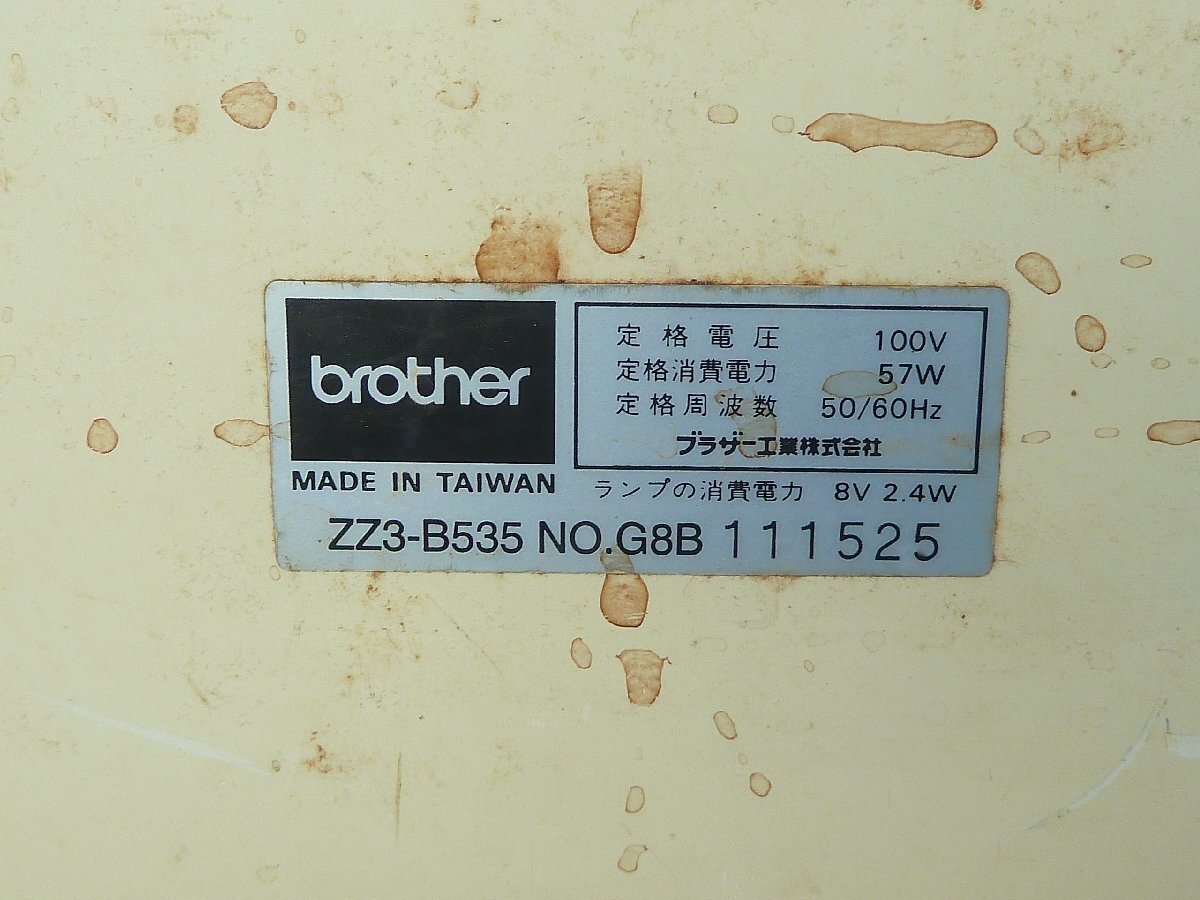 brother
MADE IN TAIWAN
定格電圧 100V
定格消費電力 57W
定格周波数 50/60Hz
ブラザー工業株式会社
ランプの消費電力 8V 2.4W
ZZ3-B535 NO.G8B 111525